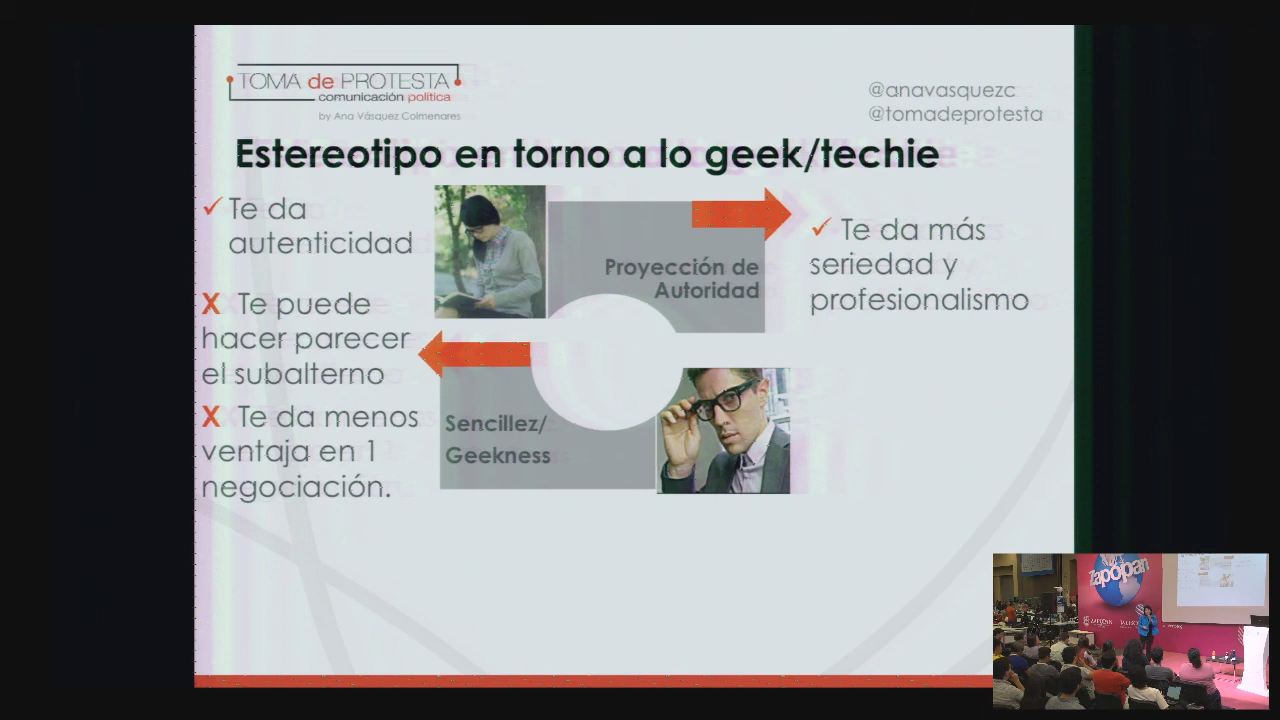 TOMA de PROTESTA
comunicación política
by Ana Vásquez Colmenares
@anavasquezc
@tomadeprotesta
Estereotipo en torno a lo geek/techie
✓ Te da
autenticidad
X Te puede
hacer parecer
el subalterno
X Te da menos
ventaja en 1
negociación.
Proyección de
Autoridad
Sencillez/
Geekness
✓ Te da más
seriedad y
profesionalismo
Zapopan